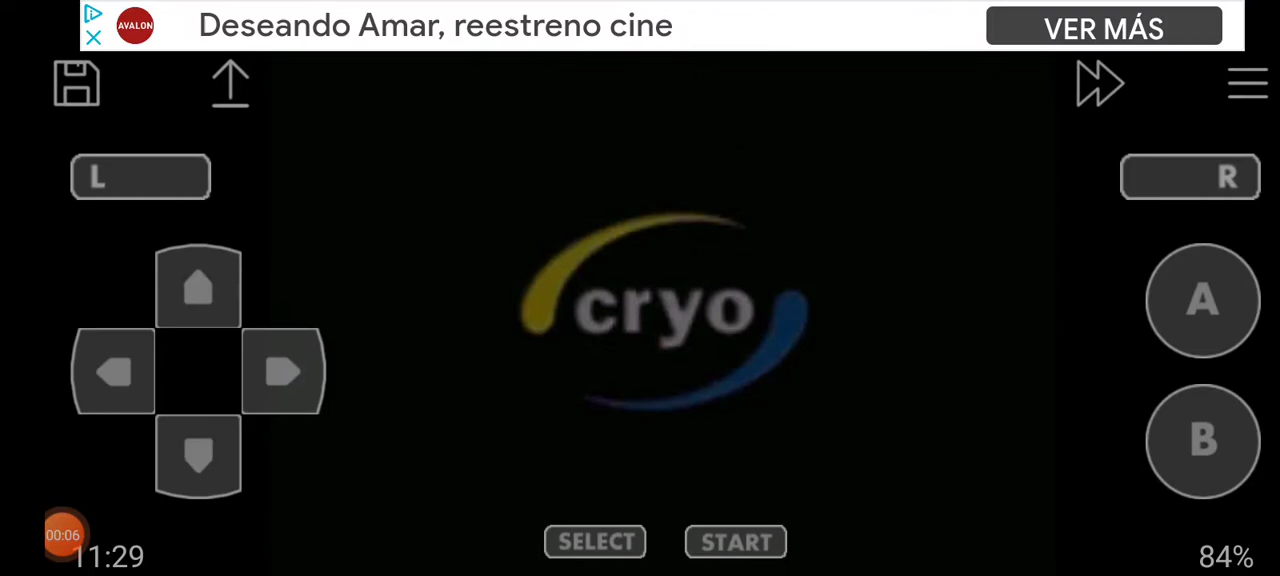 AVALON
Deseando Amar, reestreno cine
VER MÁS
L
R
cryo
A
B
SELECT
START
00:06
11:29
84%